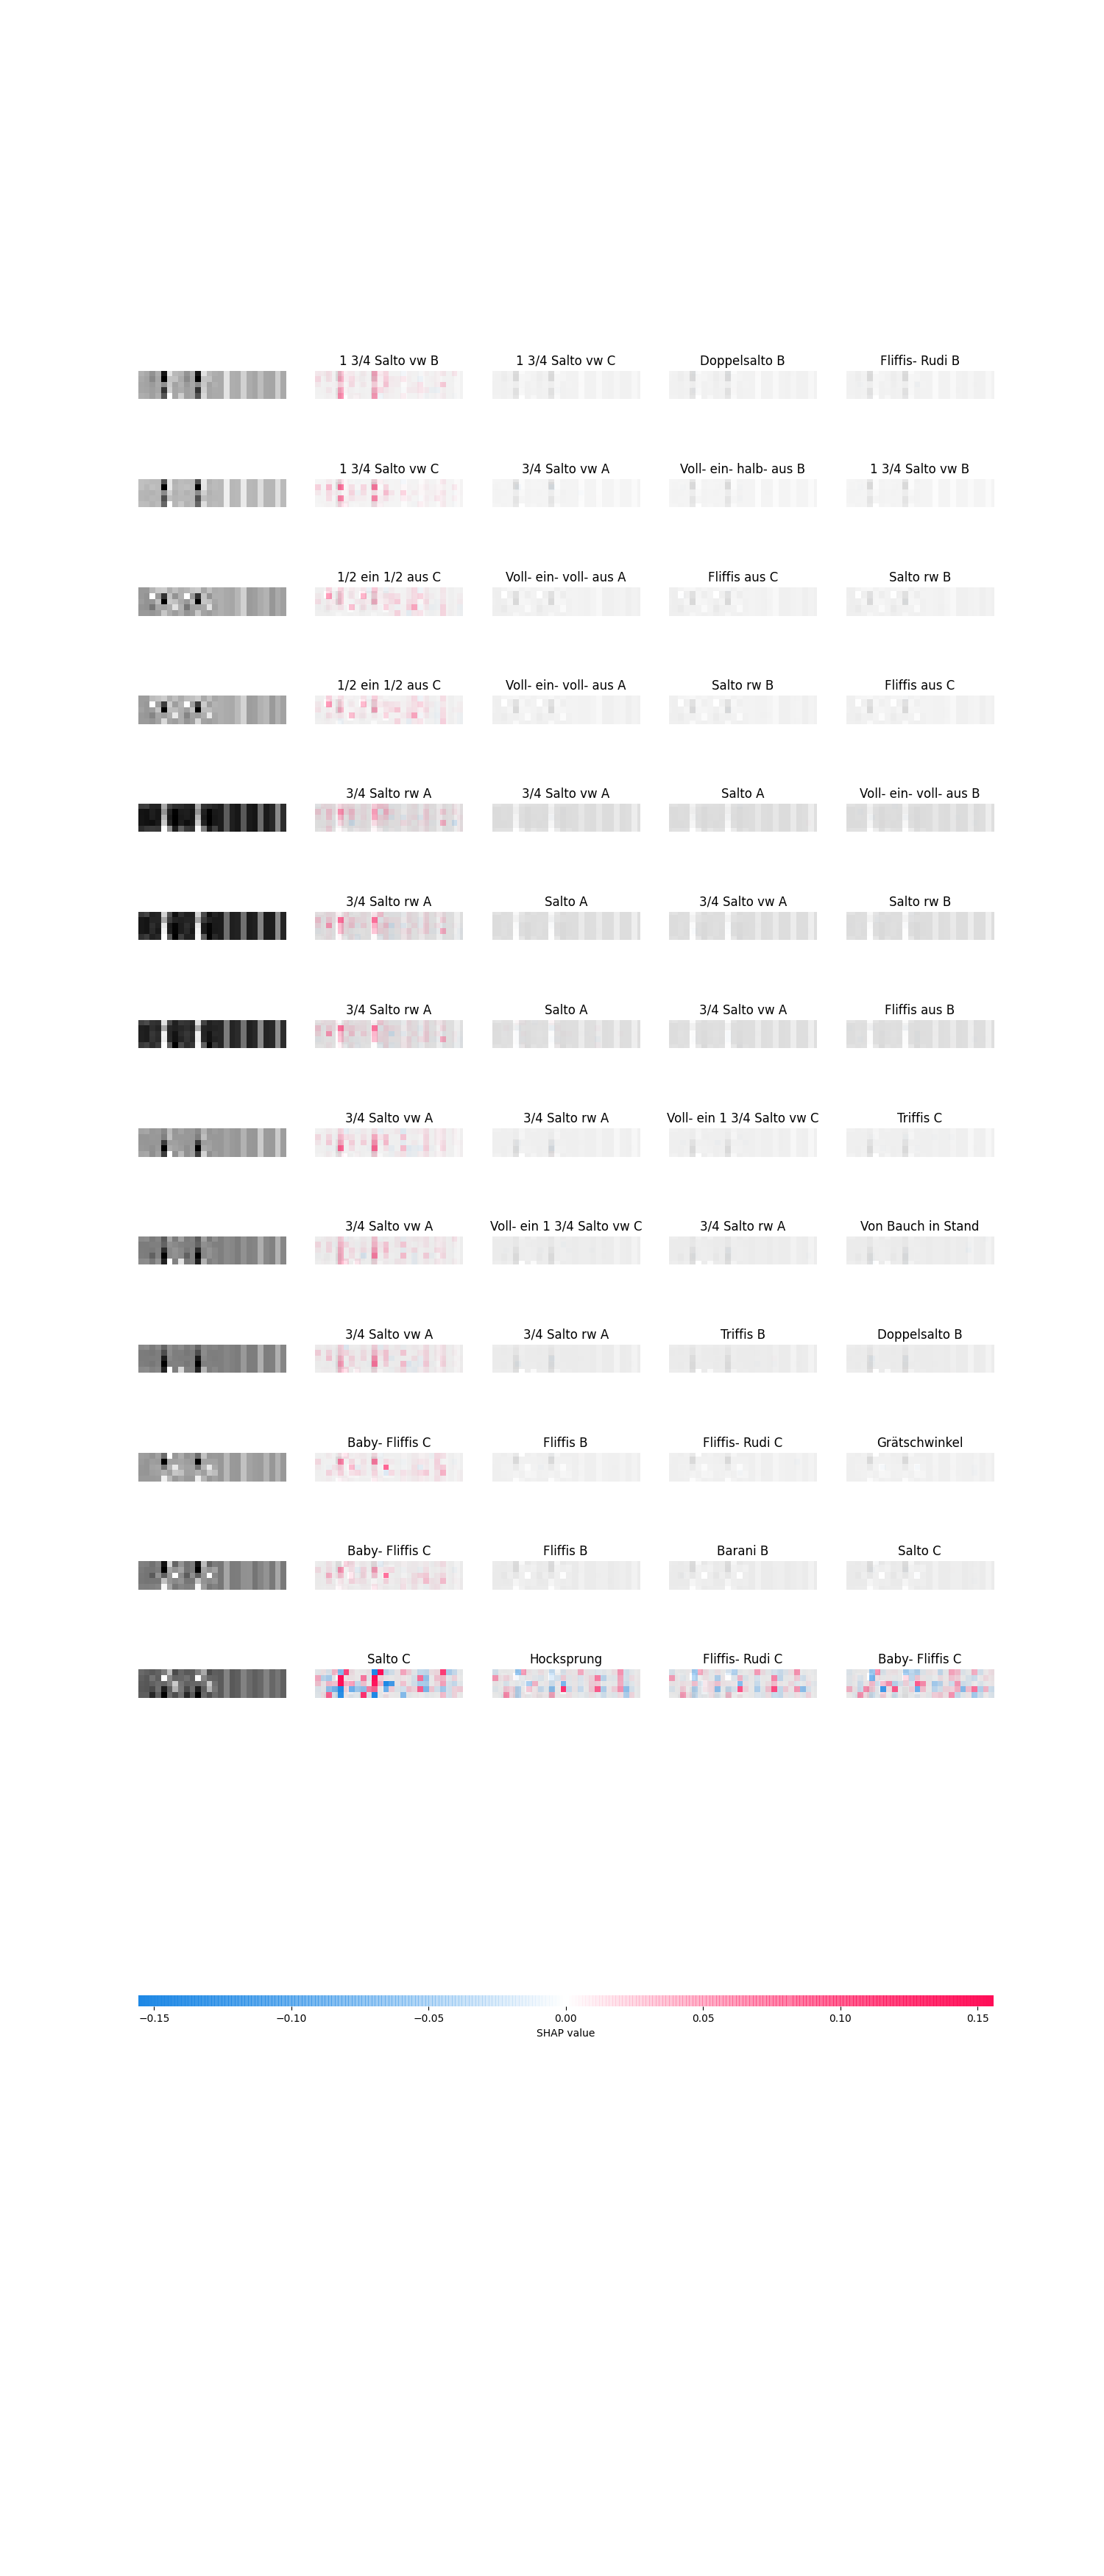 1 3/4 Salto vw B 1 3/4 Salto vw C Doppelsalto B Fliffis- Rudi B
1 3/4 Salto vw C 3/4 Salto vw A Voll- ein- halb- aus B 1 3/4 Salto vw B
1/2 ein 1/2 aus C Voll- ein- voll- aus A Fliffis aus C Salto rw B
1/2 ein 1/2 aus C Voll- ein- voll- aus A Salto rw B Fliffis aus C
3/4 Salto rw A 3/4 Salto vw A Salto A Voll- ein- voll- aus B
3/4 Salto rw A Salto A 3/4 Salto vw A Salto rw B
3/4 Salto rw A Salto A 3/4 Salto vw A Fliffis aus B
3/4 Salto vw A 3/4 Salto rw A Voll- ein 1 3/4 Salto vw C Triffis C
3/4 Salto vw A Voll- ein 1 3/4 Salto vw C 3/4 Salto rw A Von Bauch in Stand
3/4 Salto vw A 3/4 Salto rw A Triffis B Doppelsalto B
Baby- Fliffis C Fliffis B Fliffis- Rudi C Grätschwinkel
Baby- Fliffis C Fliffis B Barani B Salto C
Salto C Hocksprung Fliffis- Rudi C Baby- Fliffis C
−0.15 −0.10 −0.05 0.00 0.05 0.10 0.15
SHAP value